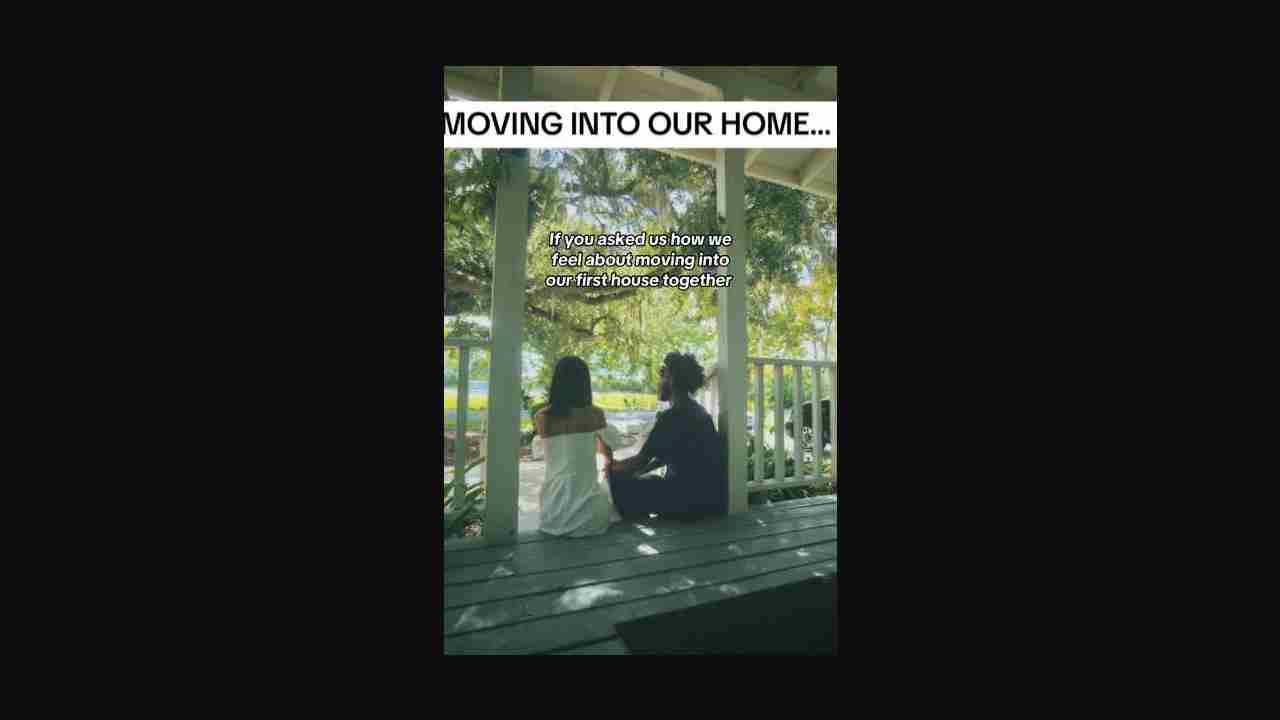 MOVING INTO OUR HOME...
If you asked us how we
feel about moving into
our first house together